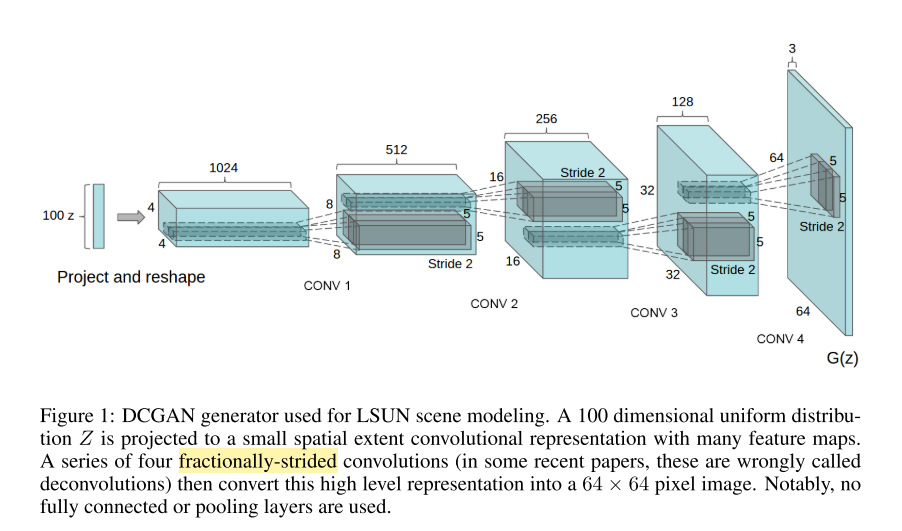 3
128
256
64
512
5
1024
16
Stride 2
5
32
5
8
5
5
100 z
4
5
5
5
Stride 2
4
8
Stride 2
16
32
Stride 2
Project and reshape
CONV 1
CONV 2
CONV 3
64
CONV 4
G(z)
Figure 1: DCGAN generator used for LSUN scene modeling. A 100 dimensional uniform distribu-
tion Z is projected to a small spatial extent convolutional representation with many feature maps.
A series of four fractionally-strided convolutions (in some recent papers, these are wrongly called
deconvolutions) then convert this high level representation into a 64 × 64 pixel image. Notably, no
fully connected or pooling layers are used.